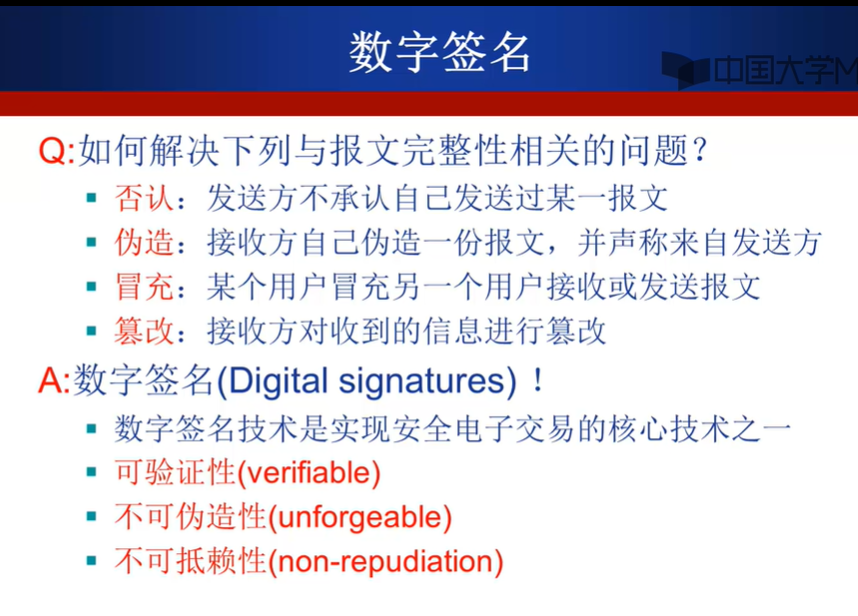 数字签名
中国大学M
Q:如何解决下列与报文完整性相关的问题？
否认：发送方不承认自己发送过某一报文
伪造：接收方自己伪造一份报文，并声称来自发送方
冒充：某个用户冒充另一个用户接收或发送报文
篡改：接收方对收到的信息进行篡改
A:数字签名(Digital signatures)！
数字签名技术是实现安全电子交易的核心技术之一
可验证性(verifiable)
不可伪造性(unforgeable)
不可抵赖性(non-repudiation)